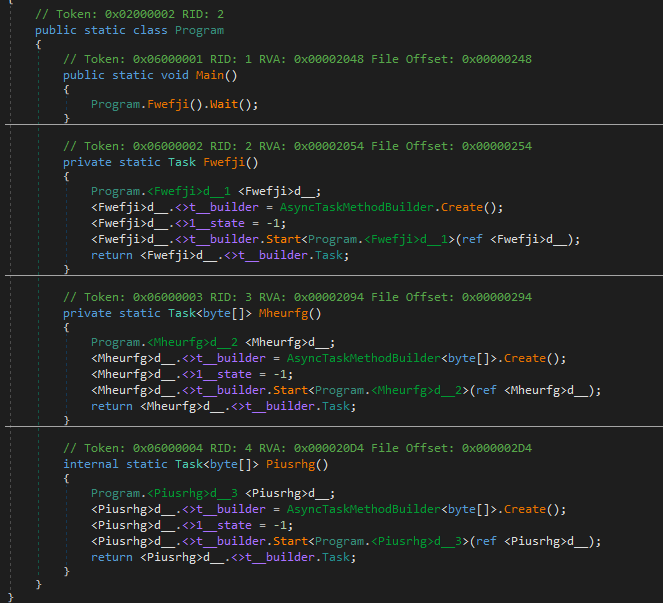 {
// Token: 0x02000002 RID: 2
public static class Program
{
// Token: 0x06000001 RID: 1 RVA: 0x00002048 File Offset: 0x00000248
public static void Main()
{
Program.Fwefji().Wait();
}
// Token: 0x06000002 RID: 2 RVA: 0x00002054 File Offset: 0x00000254
private static Task Fwefji()
{
Program.<Fwefji>d__1 <Fwefji>d__;
<Fwefji>d__.<>t__builder = AsyncTaskMethodBuilder.Create();
<Fwefji>d__.<>1__state = -1;
<Fwefji>d__.<>t__builder.Start<Program.<Fwefji>d__1>(ref <Fwefji>d__);
return <Fwefji>d__.<>t__builder.Task;
}
// Token: 0x06000003 RID: 3 RVA: 0x00002094 File Offset: 0x00000294
private static Task<byte[]> Mheurfg()
{
Program.<Mheurfg>d__2 <Mheurfg>d__;
<Mheurfg>d__.<>t__builder = AsyncTaskMethodBuilder<byte[]>.Create();
<Mheurfg>d__.<>1__state = -1;
<Mheurfg>d__.<>t__builder.Start<Program.<Mheurfg>d__2>(ref <Mheurfg>d__);
return <Mheurfg>d__.<>t__builder.Task;
}
// Token: 0x06000004 RID: 4 RVA: 0x000020D4 File Offset: 0x000002D4
internal static Task<byte[]> Piusrhg()
{
Program.<Piusrhg>d__3 <Piusrhg>d__;
<Piusrhg>d__.<>t__builder = AsyncTaskMethodBuilder<byte[]>.Create();
<Piusrhg>d__.<>1__state = -1;
<Piusrhg>d__.<>t__builder.Start<Program.<Piusrhg>d__3>(ref <Piusrhg>d__);
return <Piusrhg>d__.<>t__builder.Task;
}
}
}